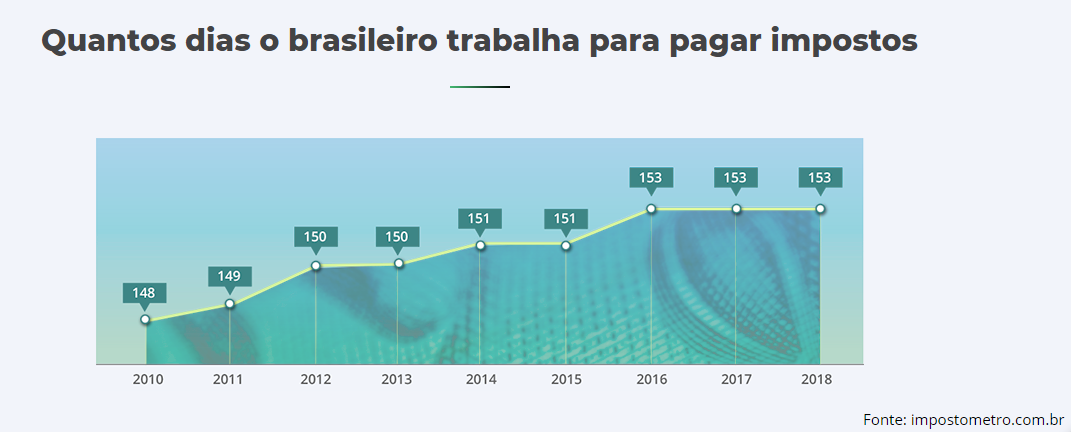 Quantos dias o brasileiro trabalha para pagar impostos
153 153 153
151 151
150 150
149
148
2010 2011 2012 2013 2014 2015 2016 2017 2018
Fonte: impostometro.com.br